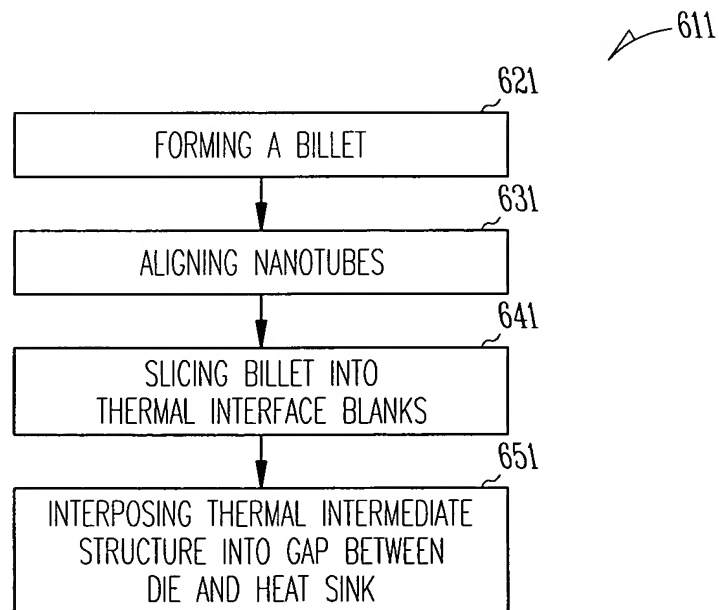 611
621
FORMING A BILLET
631
ALIGNING NANOTUBES
641
SLICING BILLET INTO
THERMAL INTERFACE BLANKS
651
INTERPOSING THERMAL INTERMEDIATE
STRUCTURE INTO GAP BETWEEN
DIE AND HEAT SINK